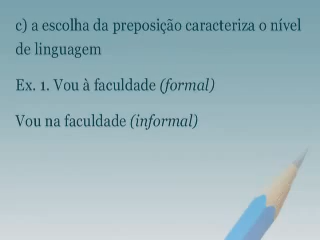 c) a escolha da preposição caracteriza o nível
de linguagem
Ex. 1. Vou à faculdade (formal)
Vou na faculdade (informal)